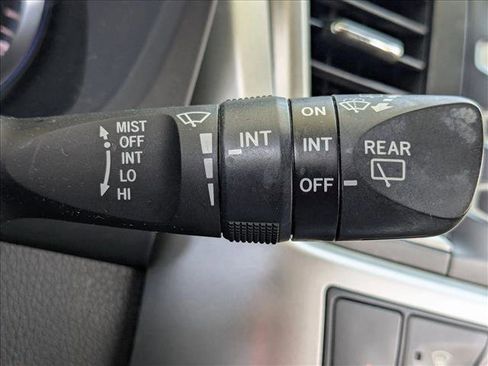 MIST
OFF
INT
LO
HI
INT
ON
INT
OFF
REAR